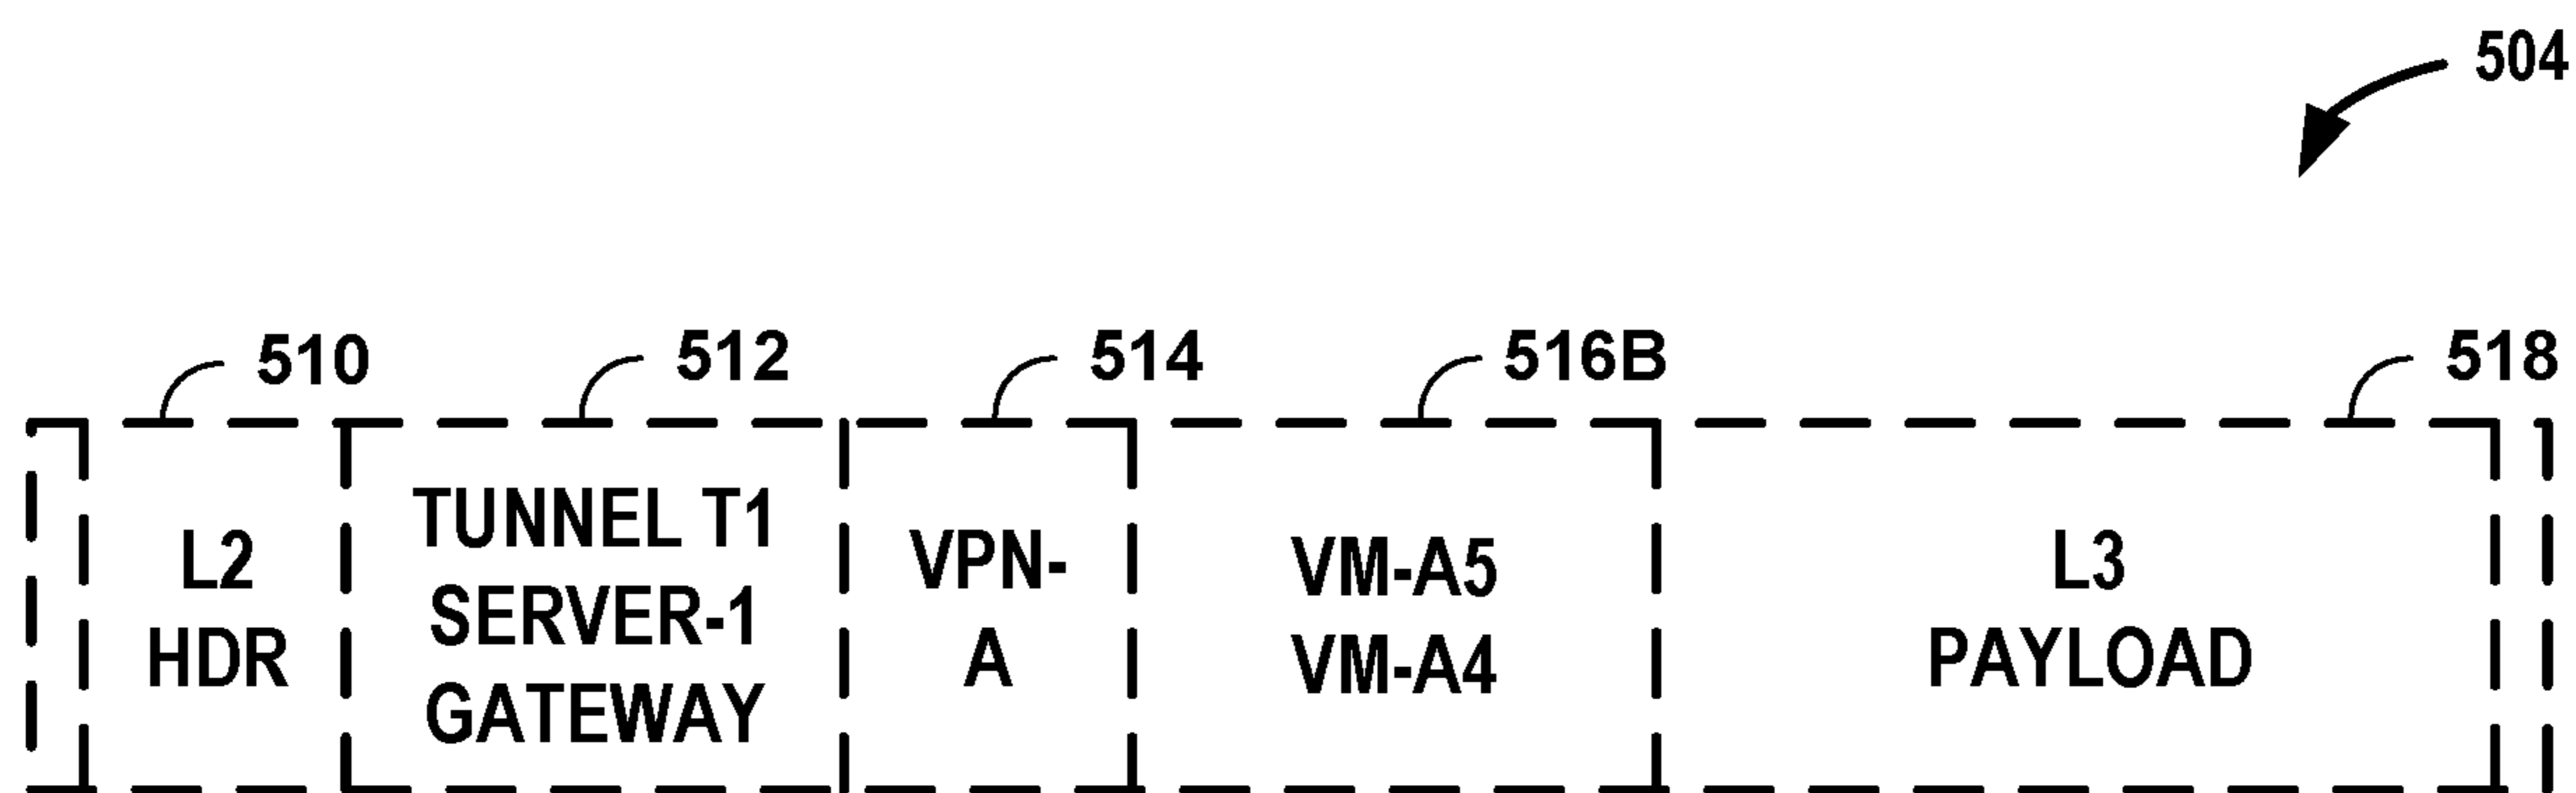 504
510
512
514
516B
518
L2
HDR
TUNNEL T1
SERVER-1
GATEWAY
VPN-
A
VM-A5
VM-A4
L3
PAYLOAD